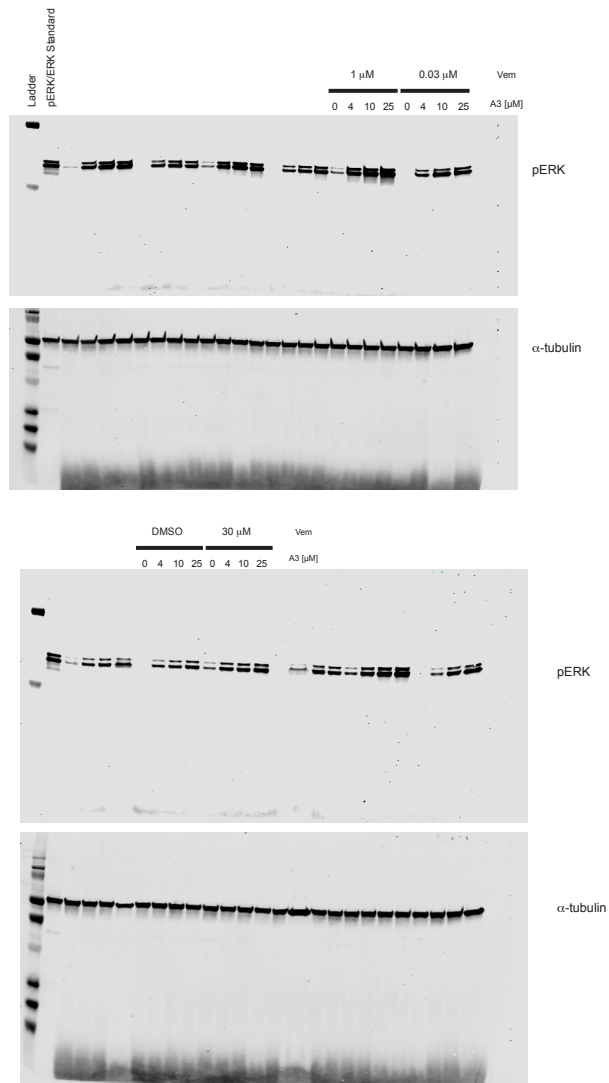 Ladder
pERK/ERK Standard
1 μM 0.03 μM Vem
0 4 10 25 0 4 10 25 A3 [μM]
pERK
α-tubulin
DMSO 30 μM Vem
0 4 10 25 0 4 10 25 A3 [μM]
pERK
α-tubulin